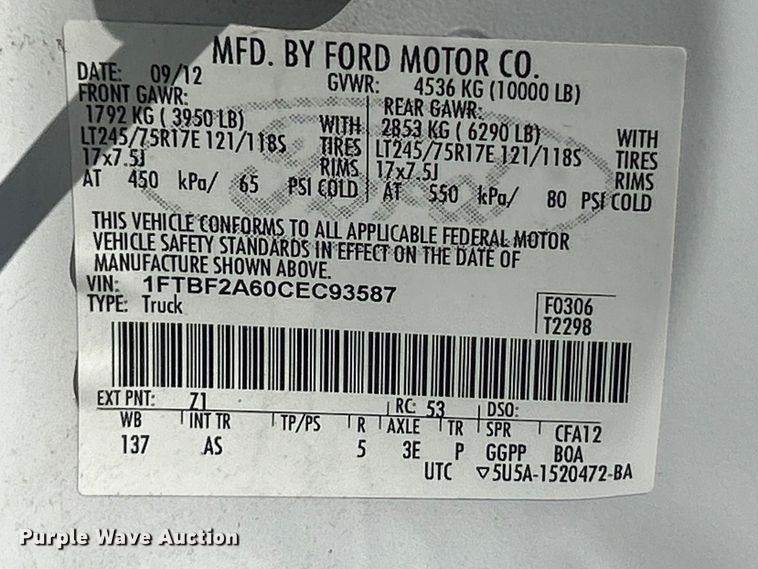 MFD. BY FORD MOTOR CO.
DATE: 09/12 GVWR: 4536 KG (10000 LB)
FRONT GAWR: REAR GAWR:
1792 KG ( 3950 LB) WITH 2853 KG ( 6290 LB) WITH
LT245/75R17E 121/118S TIRES LT245/75R17E 121/118S TIRES
17x7.5J RIMS 17x7.5J RIMS
AT 450 kPa/ 65 PSI COLD AT 550 kPa/ 80 PSI COLD
THIS VEHICLE CONFORMS TO ALL APPLICABLE FEDERAL MOTOR
VEHICLE SAFETY STANDARDS IN EFFECT ON THE DATE OF
MANUFACTURE SHOWN ABOVE.
VIN: 1FTBF2A60CEC93587
TYPE: Truck
F0306
T2298
EXT PNT: Z1 RC: 53 DSO:
WB INT TR TP/PS R AXLE TR SPR CFA12
137 AS 5 3E P GGPP BOA
UTC ▽5U5A-1520472-BA
Purple Wave Auction